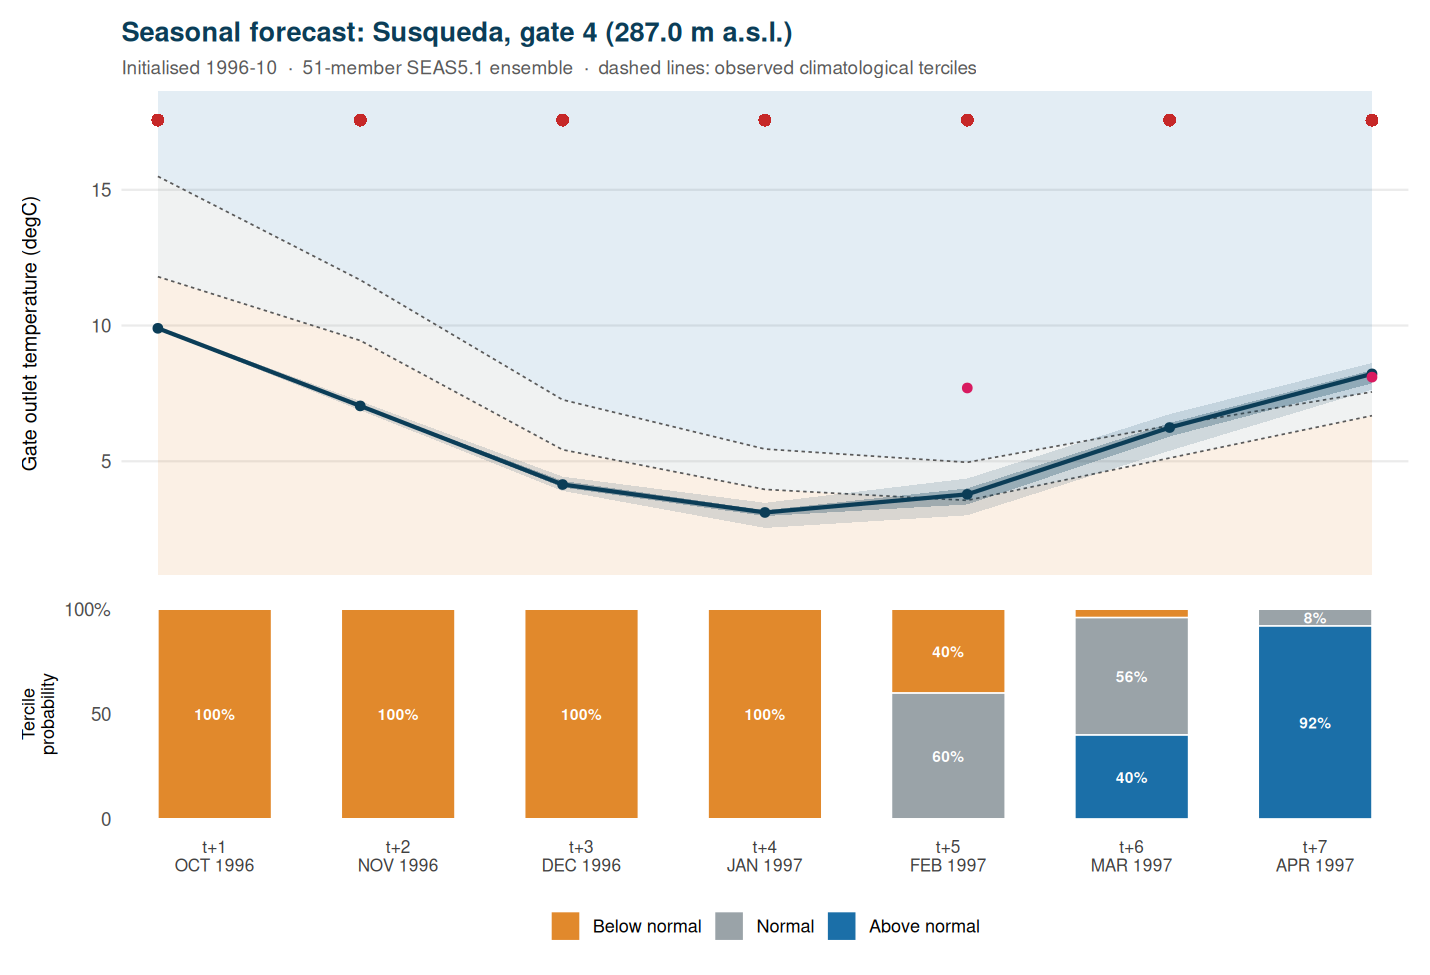 Seasonal forecast: Susqueda, gate 4 (287.0 m a.s.l.)
Initialised 1996-10 · 51-member SEAS5.1 ensemble · dashed lines: observed climatological terciles
Gate outlet temperature (degC)
15
10
5
Tercile
probability
100%
50
0
100%
100%
100%
100%
40%
60%
56%
40%
8%
92%
t+1
OCT 1996
t+2
NOV 1996
t+3
DEC 1996
t+4
JAN 1997
t+5
FEB 1997
t+6
MAR 1997
t+7
APR 1997
Below normal
Normal
Above normal